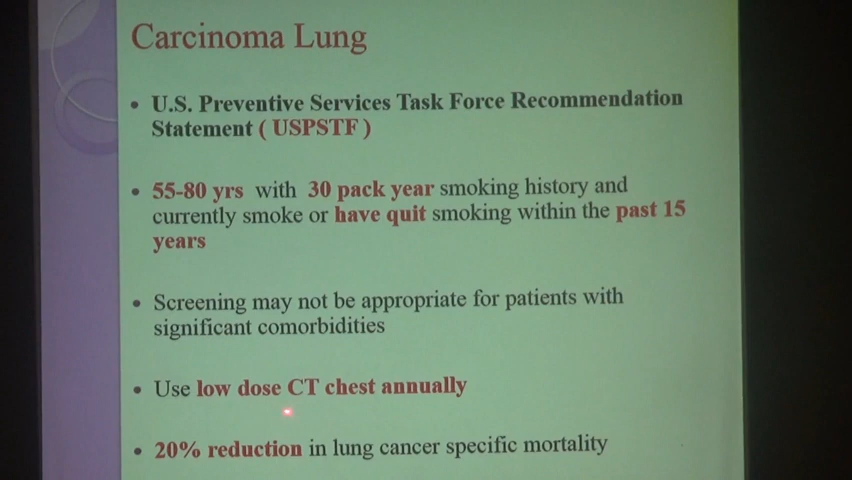 Carcinoma Lung
• U.S. Preventive Services Task Force Recommendation
Statement ( USPSTF )
• 55-80 yrs with 30 pack year smoking history and
currently smoke or have quit smoking within the past 15
years
• Screening may not be appropriate for patients with
significant comorbidities
• Use low dose CT chest annually
• 20% reduction in lung cancer specific mortality